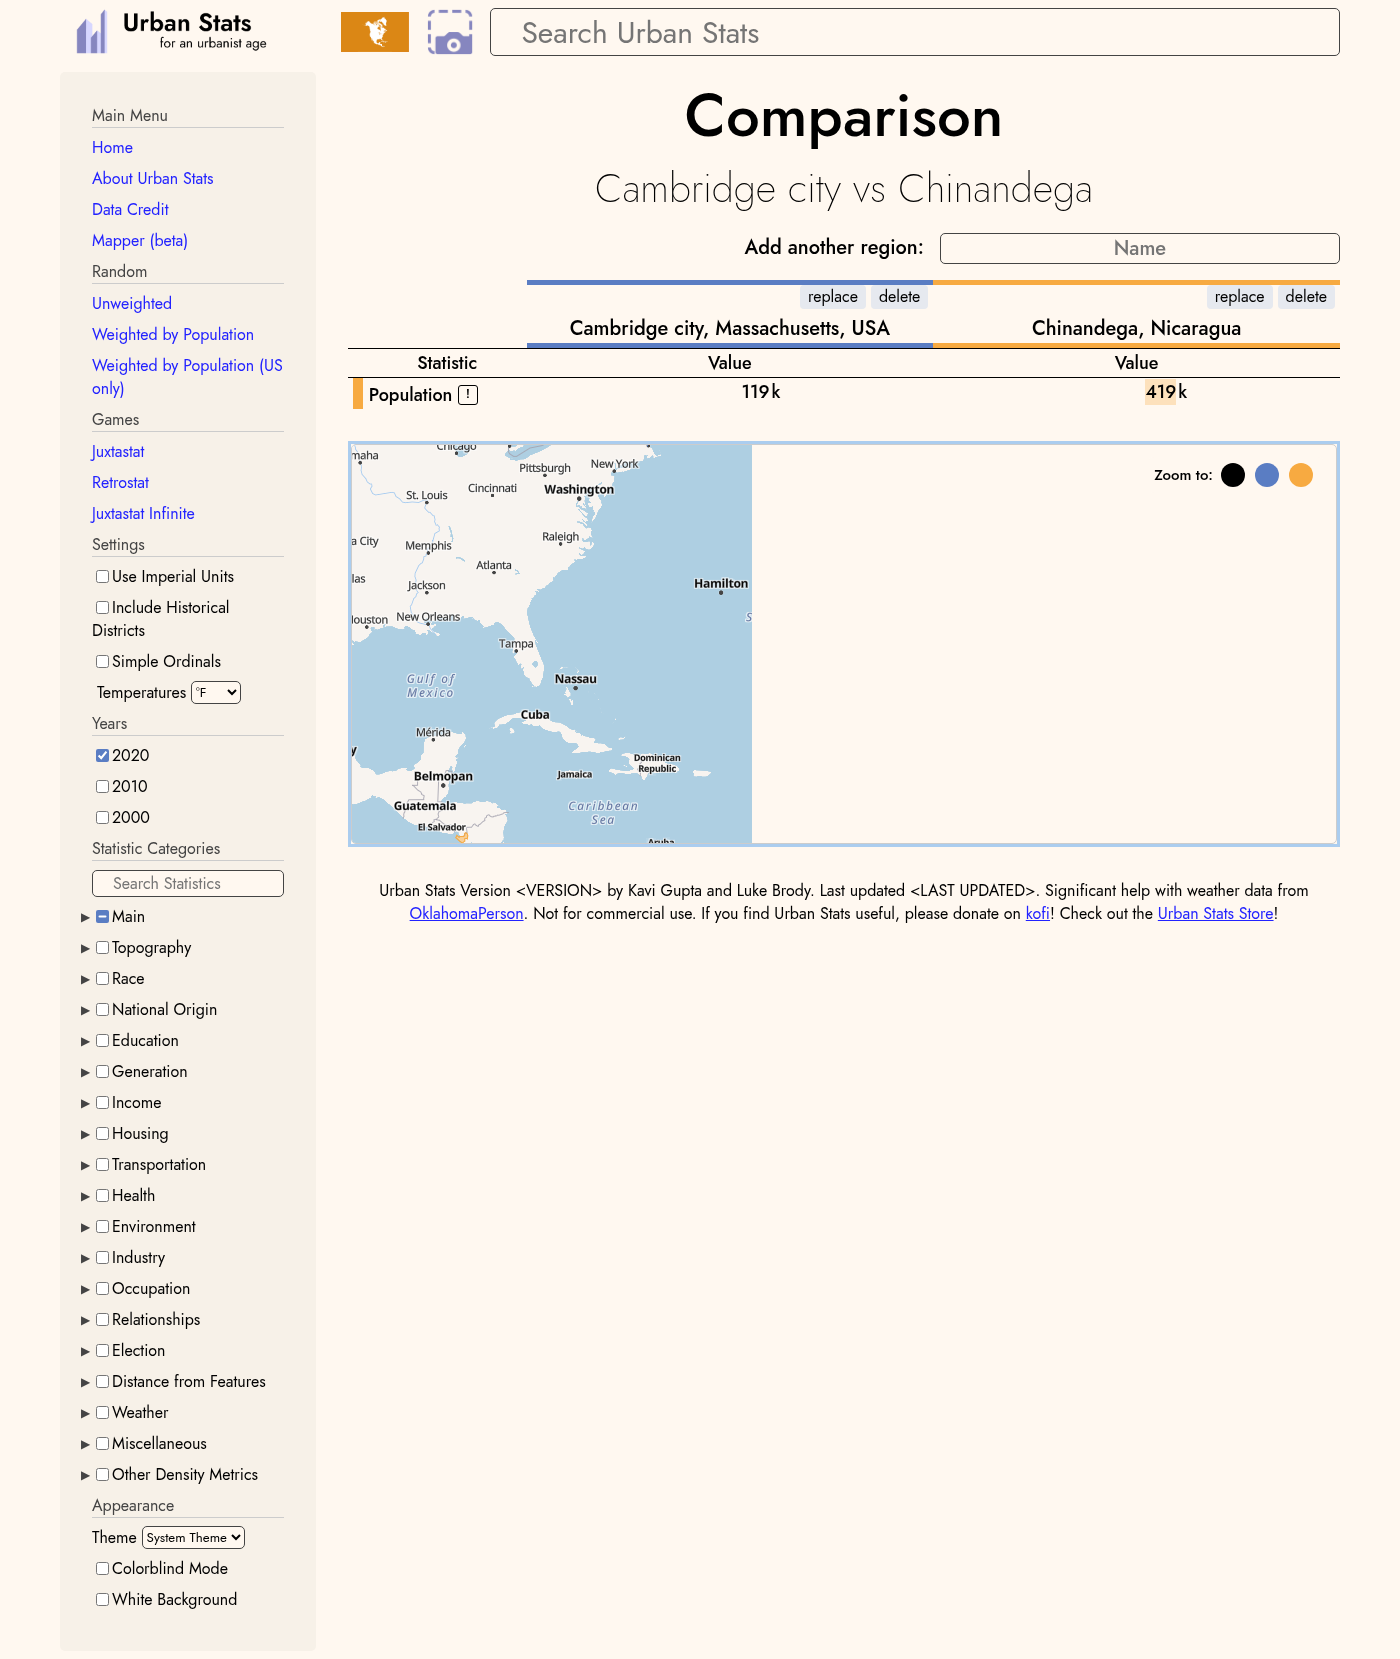 Urban Stats
for an urbanist age
Search Urban Stats
Main Menu
Home
About Urban Stats
Data Credit
Mapper (beta)
Random
Unweighted
Weighted by Population
Weighted by Population (US
only)
Games
Juxtastat
Retrostat
Juxtastat Infinite
Settings
Use Imperial Units
Include Historical
Districts
Simple Ordinals
Temperatures °F
Years
2020
2010
2000
Statistic Categories
Search Statistics
Main
Topography
Race
National Origin
Education
Generation
Income
Housing
Transportation
Health
Environment
Industry
Occupation
Relationships
Election
Distance from Features
Weather
Miscellaneous
Other Density Metrics
Appearance
Theme System Theme
Colorblind Mode
White Background
Comparison
Cambridge city vs Chinandega
Add another region: Name
replace delete replace delete
Cambridge city, Massachusetts, USA Chinandega, Nicaragua
Statistic Value Value
Population ! 119k 419k
Zoom to:
Chicago
maha
Pittsburgh New York
Cincinnati Washington
St. Louis
Raleigh
a City Memphis
Atlanta
las Jackson Hamilton
Houston New Orleans S
Tampa
Gulf of
Mexico
Nassau
Cuba
Mérida
y
Dominican
Republic
Belmopan Jamaica
Guatemala Caribbean
Sea
El Salvador
Aruba
Urban Stats Version <VERSION> by Kavi Gupta and Luke Brody. Last updated <LAST UPDATED>. Significant help with weather data from
OklahomaPerson. Not for commercial use. If you find Urban Stats useful, please donate on kofi! Check out the Urban Stats Store!